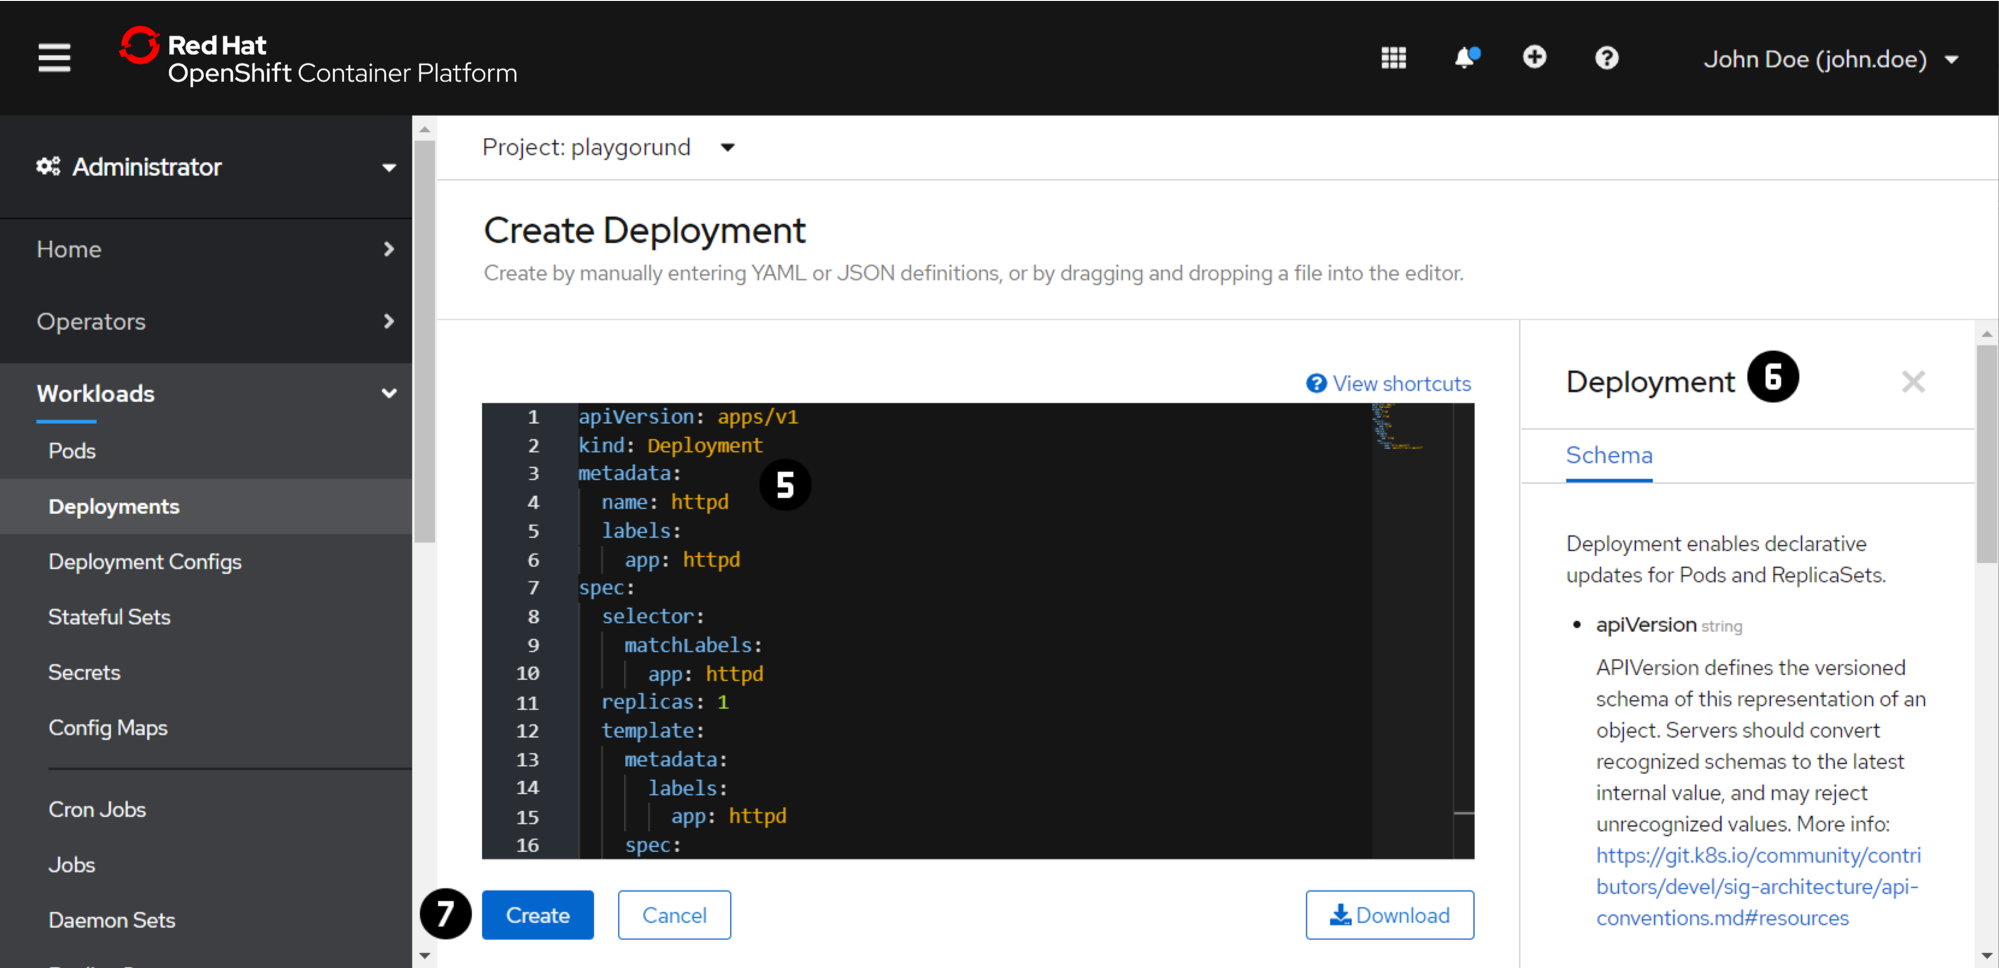 Red Hat
OpenShift Container Platform
John Doe (john.doe)
Administrator
Home
Operators
Workloads
Pods
Deployments
Deployment Configs
Stateful Sets
Secrets
Config Maps
Cron Jobs
Jobs
Daemon Sets
Project: playgorund
Create Deployment
Create by manually entering YAML or JSON definitions, or by dragging and dropping a file into the editor.
View shortcuts
1 apiVersion: apps/v1
2 kind: Deployment
3 metadata:
5
4 name: httpd
5 labels:
6 app: httpd
7 spec:
8 selector:
9 matchLabels:
10 app: httpd
11 replicas: 1
12 template:
13 metadata:
14 labels:
15 app: httpd
16 spec:
7
Create
Cancel
Download
Deployment 6
Schema
Deployment enables declarative
updates for Pods and ReplicaSets.
• apiVersion string
APIVersion defines the versioned
schema of this representation of an
object. Servers should convert
recognized schemas to the latest
internal value, and may reject
unrecognized values. More info:
https://git.k8s.io/community/contri
butors/devel/sig-architecture/api-
conventions.md#resources